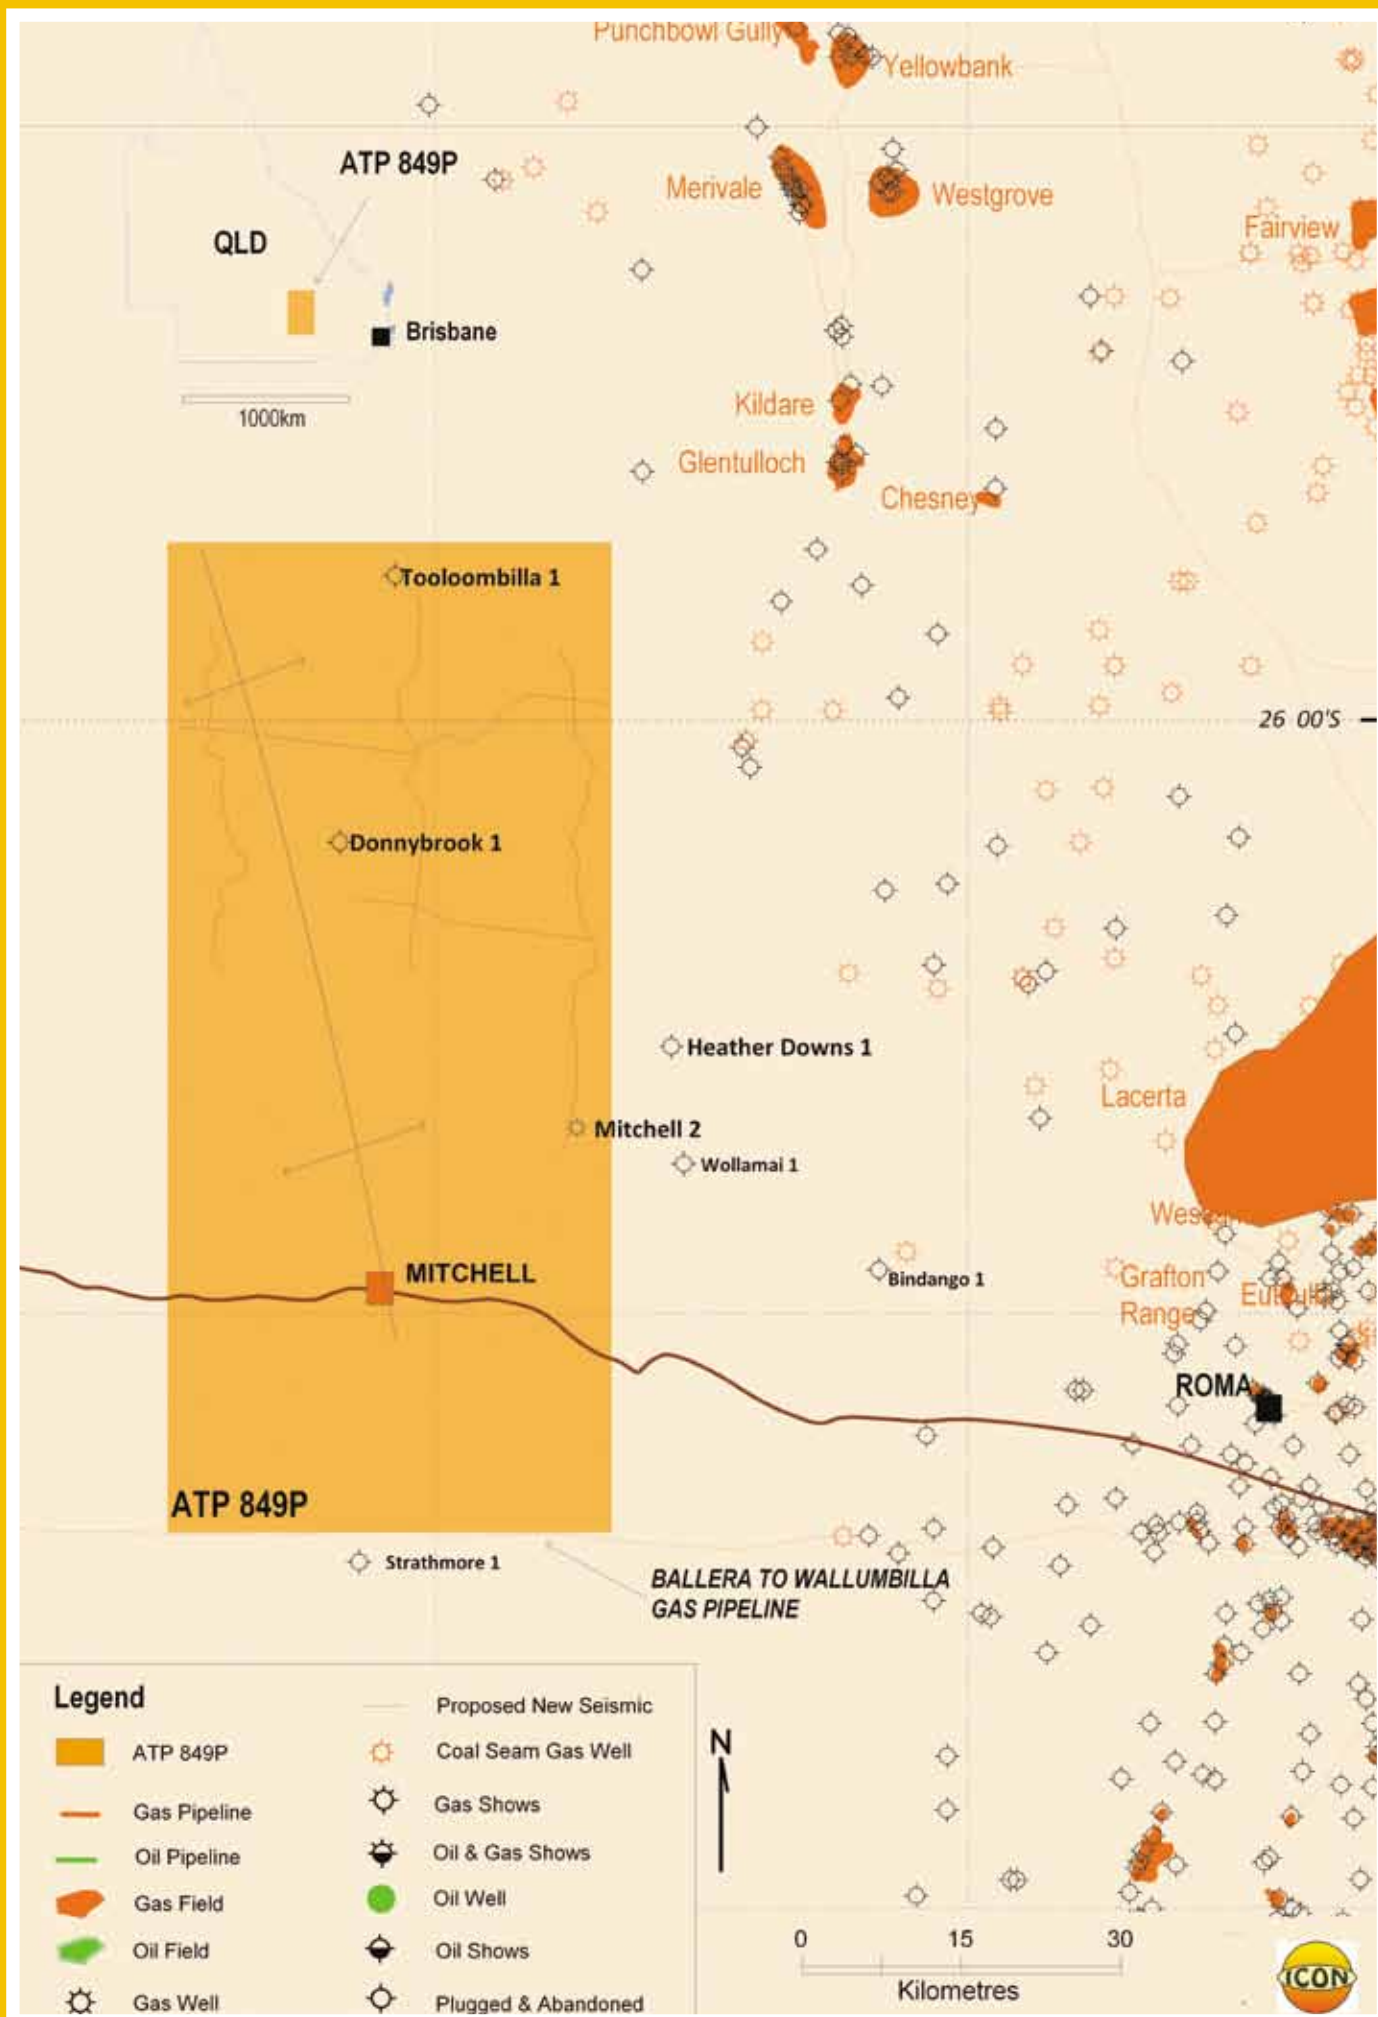 Punchbowl Gully
Yellowbank
ATP 849P
Merivale
Westgrove
QLD
Fairview
Brisbane
1000km
Kildare
Glentulloch
Chesney
Tooloombilla 1
26 00'S
Donnybrook 1
Heather Downs 1
Lacerta
Mitchell 2
Wollamai 1
MITCHELL
Bindango 1
Grafton
Range
ROMA
ATP 849P
Strathmore 1
BALLERA TO WALLUMBILLA
GAS PIPELINE
Legend
ATP 849P
Gas Pipeline
Oil Pipeline
Gas Field
Oil Field
Gas Well
Proposed New Seismic
Coal Seam Gas Well
Gas Shows
Oil & Gas Shows
Oil Well
Oil Shows
Plugged & Abandoned
N
0 15 30
Kilometres
ICON